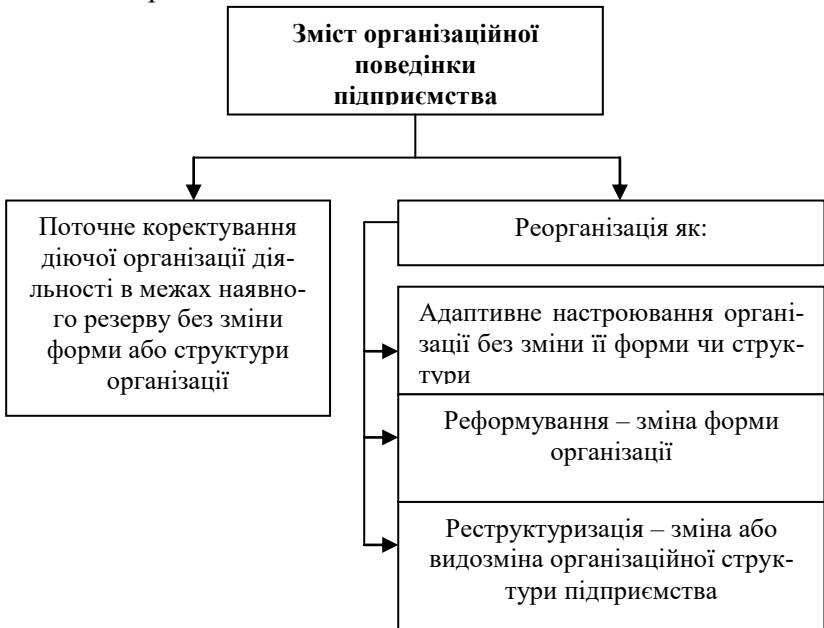 Зміст організаційної
поведінки
підприємства
Поточне коректування
діючої організації дія-
льності в межах наявно-
го резерву без зміни
форми або структури
організації
Реорганізація як:
Адаптивне настроювання органі-
зації без зміни її форми чи струк-
тури
Реформування – зміна форми
організації
Реструктуризація – зміна або
видозміна організаційної струк-
тури підприємства